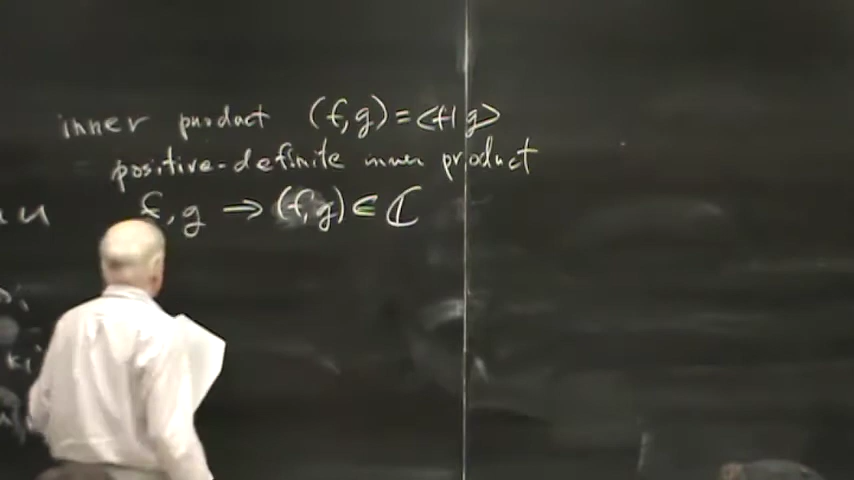 inner product (f,g) = <f|g>
positive-definite inner product
f, g → (f,g) ∈ ℂ